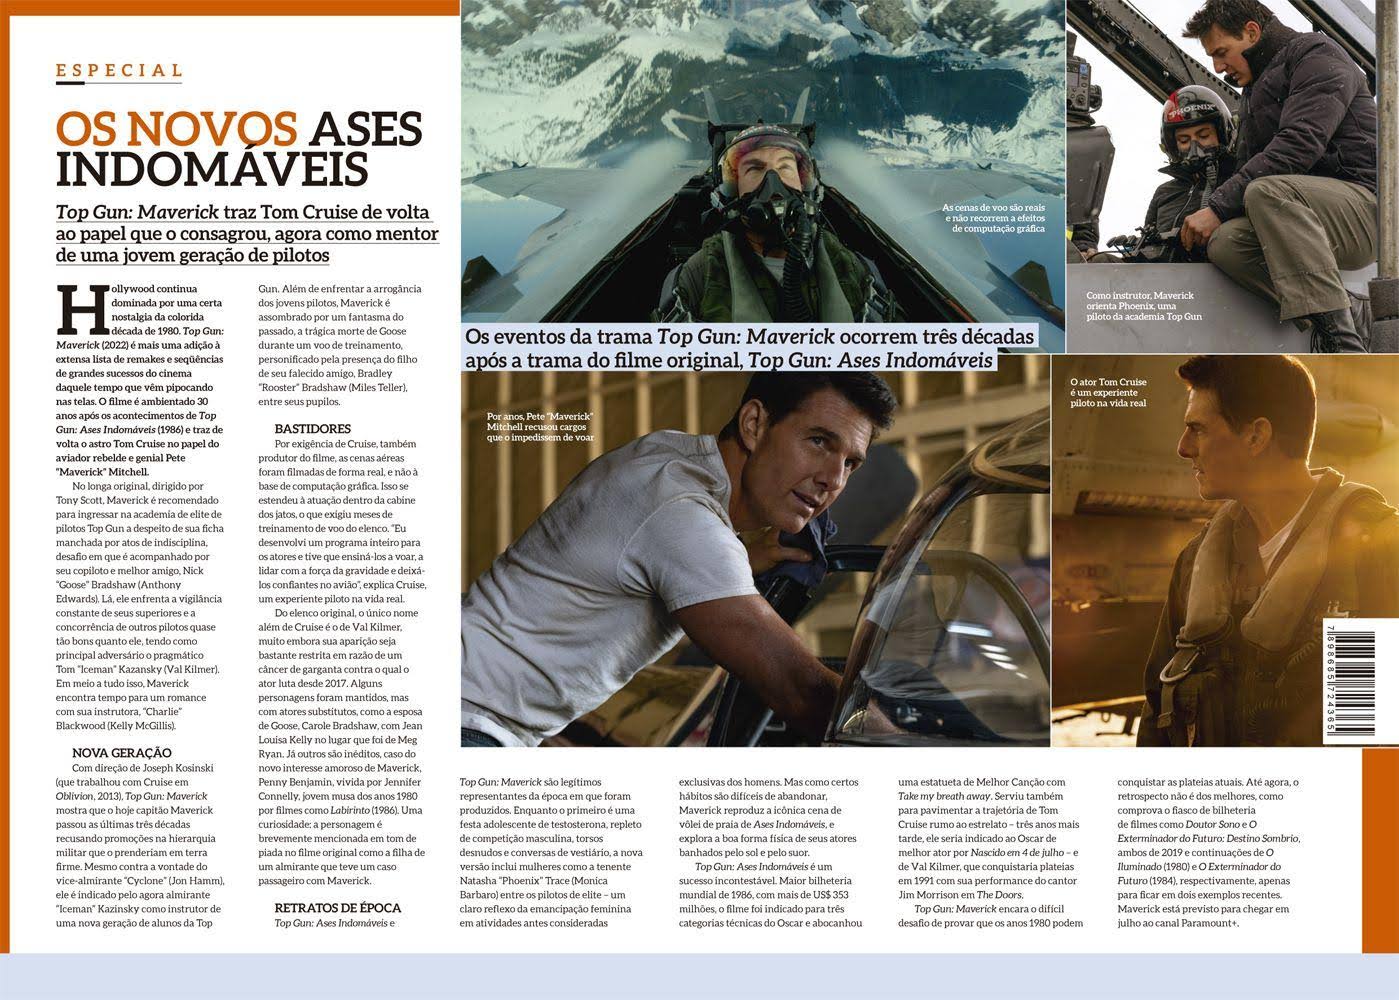 ESPECIAL
OS NOVOS ASES
INDOMÁVEIS
Top Gun: Maverick traz Tom Cruise de volta
ao papel que o consagrou, agora como mentor
de uma jovem geração de pilotos
Hollywood continua
dominada por uma certa
nostalgia da colorida
década de 1980. Top Gun:
Maverick (2022) é mais uma adição à
extensa lista de remakes e seqüências
de grandes sucessos do cinema
daquele tempo que vêm pipocando
nas telas. O filme é ambientado 30
anos após os acontecimentos de Top
Gun: Ases Indomáveis (1986) e traz de
volta o astro Tom Cruise no papel do
aviador rebelde e genial Pete
"Maverick" Mitchell.
No longa original, dirigido por
Tony Scott, Maverick é recomendado
para ingressar na academia de elite de
pilotos Top Gun a despeito de sua ficha
manchada por atos de indisciplina,
desafio em que é acompanhado por
seu copiloto e melhor amigo, Nick
"Goose" Bradshaw (Anthony
Edwards). Lá, ele enfrenta a vigilância
constante de seus superiores e a
concorrência de outros pilotos quase
tão bons quanto ele, tendo como
principal adversário o pragmático
Tom "Iceman" Kazansky (Val Kilmer).
Em meio a tudo isso, Maverick
encontra tempo para um romance
com sua instrutora, "Charlie"
Blackwood (Kelly McGillis).
NOVA GERAÇÃO
Com direção de Joseph Kosinski
(que trabalhou com Cruise em
Oblivion, 2013), Top Gun: Maverick
mostra que o hoje capitão Maverick
passou as últimas três décadas
recusando promoções na hierarquia
militar que o prenderiam em terra
firme. Mesmo contra a vontade do
vice-almirante "Cyclone" (Jon Hamm),
ele é indicado pelo agora almirante
"Iceman" Kazinsky como instrutor de
uma nova geração de alunos da Top
Gun. Além de enfrentar a arrogância
dos jovens pilotos, Maverick é
assombrado por um fantasma do
passado, a trágica morte de Goose
durante um voo de treinamento,
personificado pela presença do filho
de seu falecido amigo, Bradley
"Rooster" Bradshaw (Miles Teller),
entre seus pupilos.
BASTIDORES
Por exigência de Cruise, também
produtor do filme, as cenas aéreas
foram filmadas de forma real, e não à
base de computação gráfica. Isso se
estendeu à atuação dentro da cabine
dos jatos, o que exigiu meses de
treinamento de voo do elenco. "Eu
desenvolvi um programa inteiro para
os atores e tive que ensiná-los a voar, a
lidar com a força da gravidade e deixá-
los confiantes no avião", explica Cruise,
um experiente piloto na vida real.
Do elenco original, o único nome
além de Cruise é o de Val Kilmer,
muito embora sua aparição seja
bastante restrita em razão de um
câncer de garganta contra o qual o
ator luta desde 2017. Alguns
personagens foram mantidos, mas
com atores substitutos, como a esposa
de Goose, Carole Bradshaw, com Jean
Louisa Kelly no lugar que foi de Meg
Ryan. Já outros são inéditos, caso do
novo interesse amoroso de Maverick,
Penny Benjamin, vivida por Jennifer
Connelly, jovem musa dos anos 1980
por filmes como Labirinto (1986). Uma
curiosidade: a personagem é
brevemente mencionada em tom de
piada no filme original como a filha de
um almirante que teve um caso
passageiro com Maverick.
RETRATOS DE ÉPOCA
Top Gun: Ases Indomáveis e
As cenas de voo são reais
e não recorrem a efeitos
de computação gráfica
PHOENIX
Como instrutor, Maverick
orienta Phoenix, uma
piloto da academia Top Gun
Os eventos da trama Top Gun: Maverick ocorrem três décadas
após a trama do filme original, Top Gun: Ases Indomáveis
Por anos, Pete "Maverick"
Mitchell recusou cargos
que o impedissem de voar
O ator Tom Cruise
é um experiente
piloto na vida real
7 898685 724365
Top Gun: Maverick são legítimos
representantes da época em que foram
produzidos. Enquanto o primeiro é uma
festa adolescente de testosterona, repleto
de competição masculina, torsos
desnudos e conversas de vestiário, a nova
versão inclui mulheres como a tenente
Natasha "Phoenix" Trace (Monica
Barbaro) entre os pilotos de elite – um
claro reflexo da emancipação feminina
em atividades antes consideradas
exclusivas dos homens. Mas como certos
hábitos são difíceis de abandonar,
Maverick reproduz a icônica cena de
vôlei de praia de Ases Indomáveis, e
explora a boa forma física de seus atores
banhados pelo sol e pelo suor.
Top Gun: Ases Indomáveis é um
sucesso incontestável. Maior bilheteria
mundial de 1986, com mais de US$ 353
milhões, o filme foi indicado para três
categorias técnicas do Oscar e abocanhou
uma estatueta de Melhor Canção com
Take my breath away. Serviu também
para pavimentar a trajetória de Tom
Cruise rumo ao estrelato – três anos mais
tarde, ele seria indicado ao Oscar de
melhor ator por Nascido em 4 de julho – e
de Val Kilmer, que conquistaria plateias
em 1991 com sua performance do cantor
Jim Morrison em The Doors.
Top Gun: Maverick encara o difícil
desafio de provar que os anos 1980 podem
conquistar as plateias atuais. Até agora, o
retrospecto não é dos melhores, como
comprova o fiasco de bilheteria
de filmes como Doutor Sono e O
Exterminador do Futuro: Destino Sombrio,
ambos de 2019 e continuações de O
Iluminado (1980) e O Exterminador do
Futuro (1984), respectivamente, apenas
para ficar em dois exemplos recentes.
Maverick está previsto para chegar em
julho ao canal Paramount+.